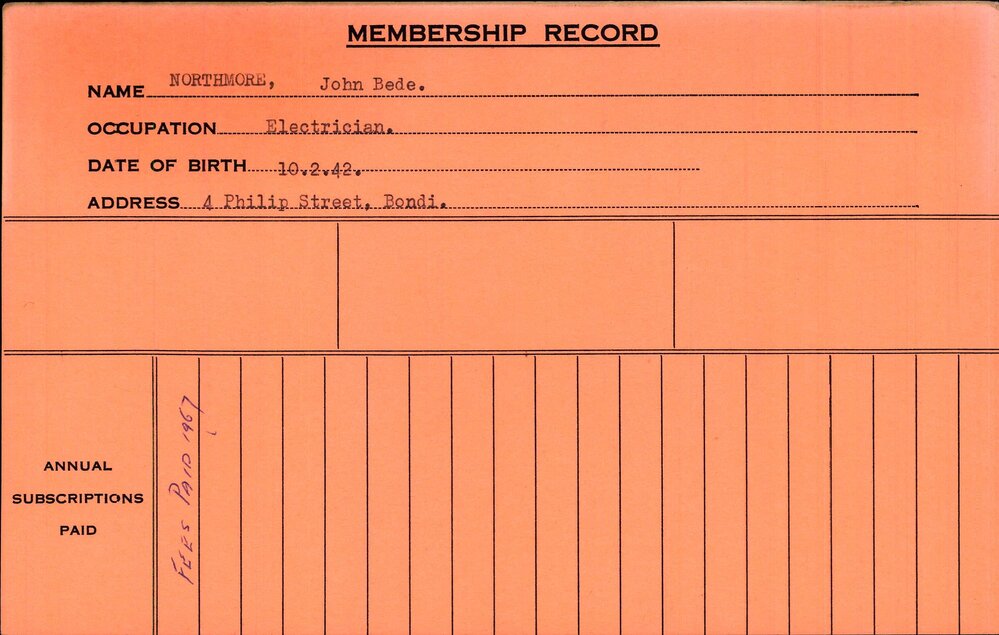 MEMBERSHIP RECORD
NAME NORTHMORE, John Bede.
OCCUPATION Electrician.
DATE OF BIRTH 10.2.42.
ADDRESS 4 Philip Street, Bondi.
ANNUAL
SUBSCRIPTIONS
PAID
FEES PAID 1967